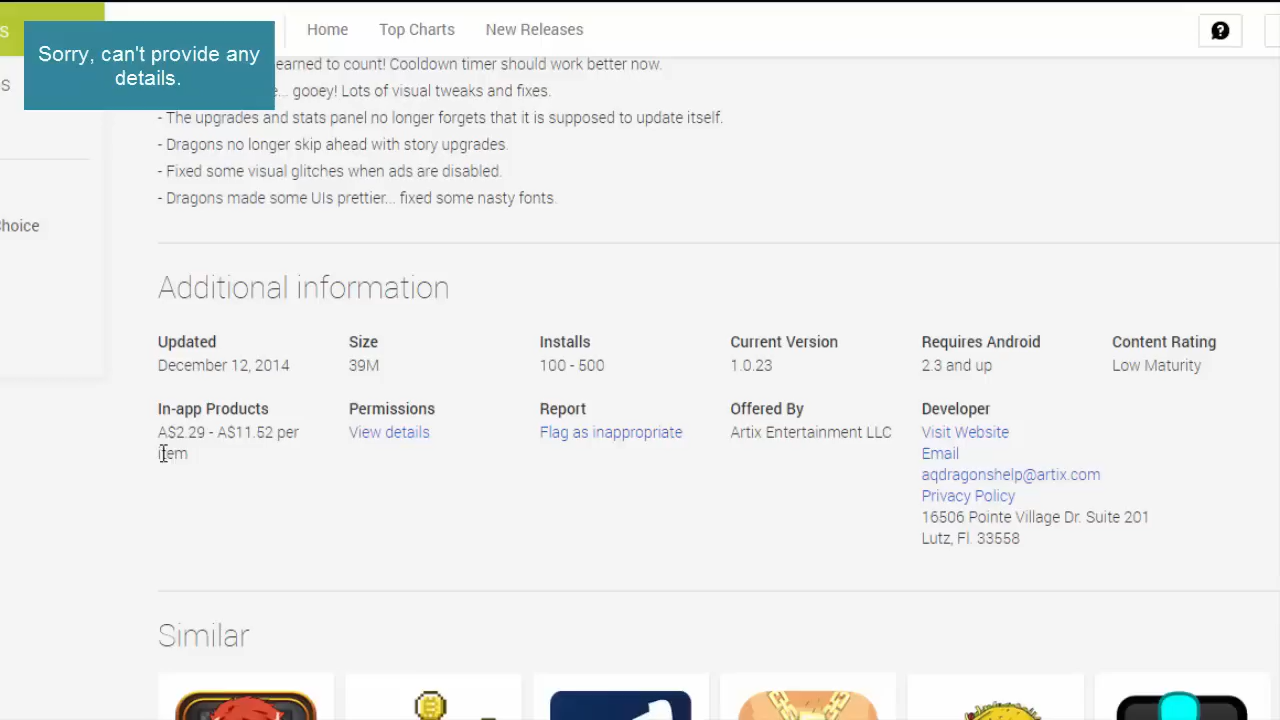 s
Sorry, can't provide any
details.
Home
Top Charts
New Releases
s
earned to count! Cooldown timer should work better now.
e... gooey! Lots of visual tweaks and fixes.
- The upgrades and stats panel no longer forgets that it is supposed to update itself.
- Dragons no longer skip ahead with story upgrades.
- Fixed some visual glitches when ads are disabled.
- Dragons made some UIs prettier... fixed some nasty fonts.
Choice
Additional information
Updated
December 12, 2014
Size
39M
Installs
100 - 500
Current Version
1.0.23
Requires Android
2.3 and up
Content Rating
Low Maturity
In-app Products
A$2.29 - A$11.52 per
item
Permissions
View details
Report
Flag as inappropriate
Offered By
Artix Entertainment LLC
Developer
Visit Website
Email
aqdragonshelp@artix.com
Privacy Policy
16506 Pointe Village Dr. Suite 201
Lutz, Fl. 33558
Similar